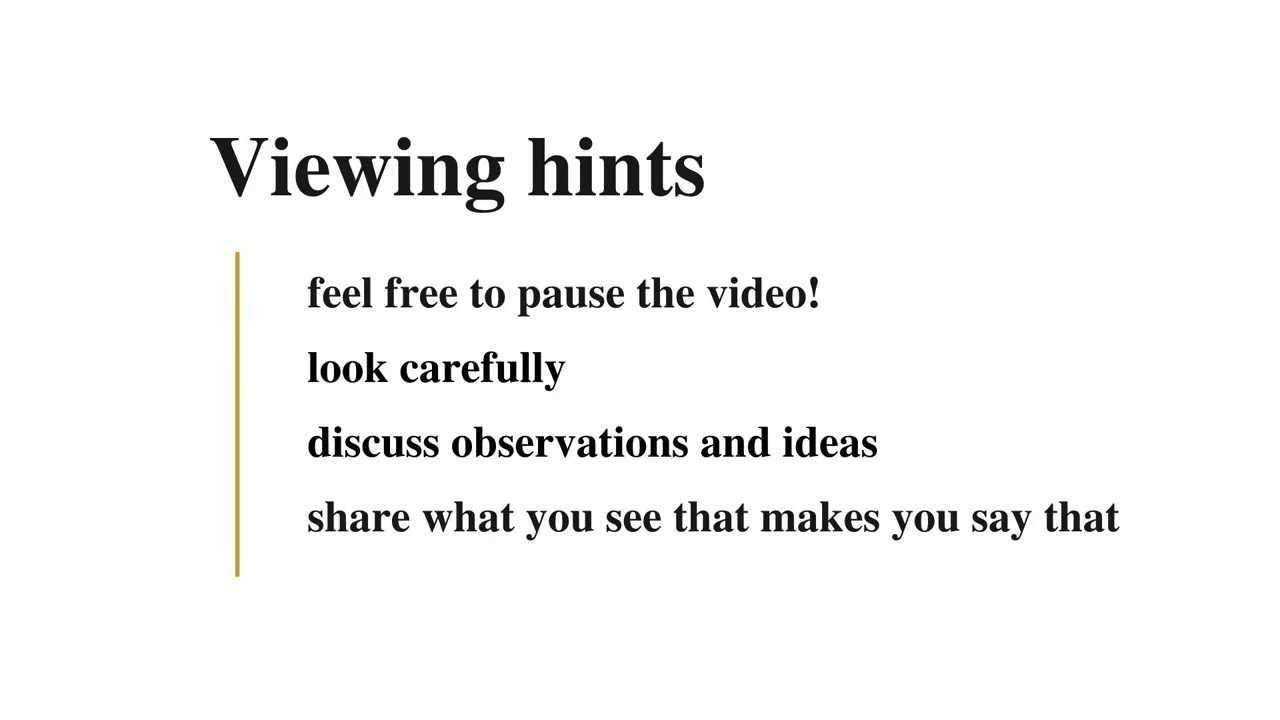 Viewing hints
feel free to pause the video!
look carefully
discuss observations and ideas
share what you see that makes you say that